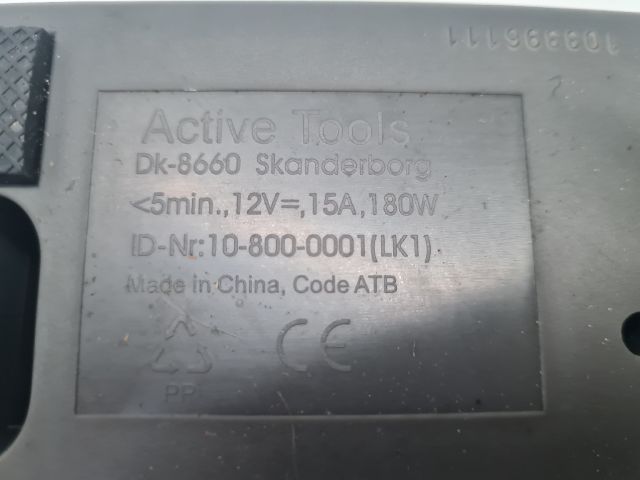 103396111
Active Tools
Dk-8660 Skanderborg
<5min.,12V⎓,15A,180W
ID-Nr:10-800-0001(LK1)
Made in China, Code ATB
CE
PP